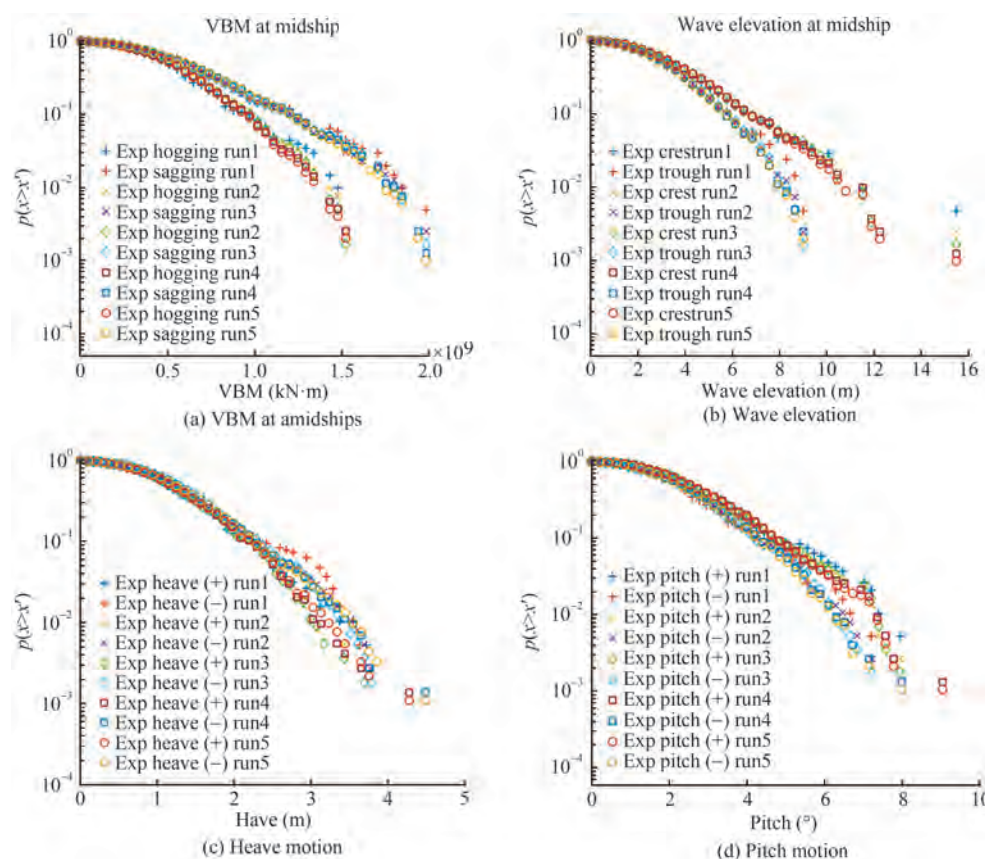 VBM at midship
10⁰
10⁻¹
10⁻²
10⁻³
10⁻⁴
p(x>x′)
Exp hogging run1
Exp sagging run1
Exp hogging run2
Exp sagging run3
Exp hogging run2
Exp sagging run3
Exp hogging run4
Exp sagging run4
Exp hogging run5
Exp sagging run5
0 0.5 1.0 1.5 2.0
×10⁹
VBM (kN·m)
(a) VBM at amidships
Wave elevation at midship
10⁰
10⁻¹
10⁻²
10⁻³
10⁻⁴
p(x>x′)
Exp crestrun1
Exp trough run1
Exp crest run2
Exp trough run2
Exp crest run3
Exp trough run3
Exp crest run4
Exp trough run4
Exp crestrun5
Exp trough run5
0 2 4 6 8 10 12 14 16
Wave elevation (m)
(b) Wave elevation
10⁰
10⁻¹
10⁻²
10⁻³
10⁻⁴
p(x>x′)
Exp heave (+) run1
Exp heave (−) run1
Exp heave (+) run2
Exp heave (−) run2
Exp heave (+) run3
Exp heave (−) run3
Exp heave (+) run4
Exp heave (−) run4
Exp heave (+) run5
Exp heave (−) run5
0 1 2 3 4 5
Have (m)
(c) Heave motion
10⁰
10⁻¹
10⁻²
10⁻³
10⁻⁴
p(x>x′)
Exp pitch (+) run1
Exp pitch (−) run1
Exp pitch (+) run2
Exp pitch (−) run2
Exp pitch (+) run3
Exp pitch (−) run3
Exp pitch (+) run4
Exp pitch (−) run4
Exp pitch (+) run5
Exp pitch (−) run5
0 2 4 6 8 10
Pitch (°)
(d) Pitch motion